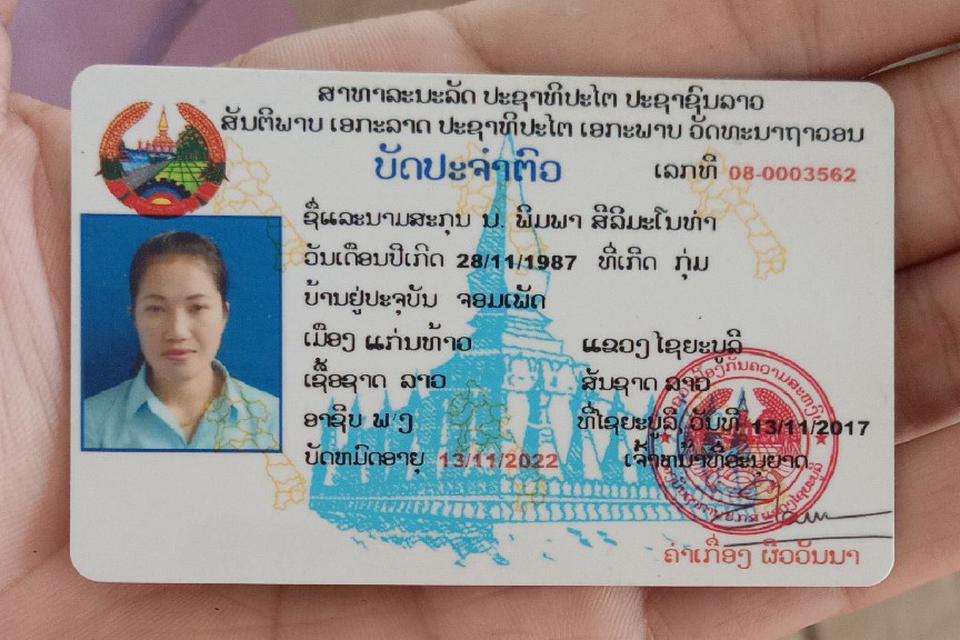 ສາທາລະນະລັດ ປະຊາທິປະໄຕ ປະຊາຊົນລາວ
ສັນຕິພາບ ເອກະລາດ ປະຊາທິປະໄຕ ເອກະພາບ ວັດທະນາຖາວອນ
ບັດປະຈຳຕົວ
ເລກທີ 08-0003562
ຊື່ແລະນາມສະກຸນ ນ. ພິມພາ ສີລິມະໂນທຳ
ວັນເດືອນປີເກີດ 28/11/1987 ທີ່ເກີດ ກຸ່ມ
ບ້ານຢູ່ປະຈຸບັນ ຈອມເພັດ
ເມືອງ ແກ່ນທ້າວ ແຂວງ ໄຊຍະບູລີ
ເຊື້ອຊາດ ລາວ ສັນຊາດ ລາວ
ອາຊິບ ພ/ງ ທີ່ໄຊຍະບູລີ, ວັນທີ 13/11/2017
ບັດຫມົດອາຍຸ 13/11/2022 ເຈົ້າຫນ້າທີ່ອະນຸຍາດ
ຄຳເກື່ອງ ຜິວວັນນາ